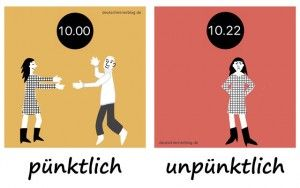 deutschlernerblog.de
10.00
10.22
deutschlernerblog.de
pünktlich
unpünktlich